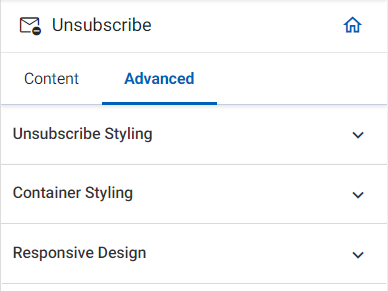 Unsubscribe
Content Advanced
Unsubscribe Styling
Container Styling
Responsive Design